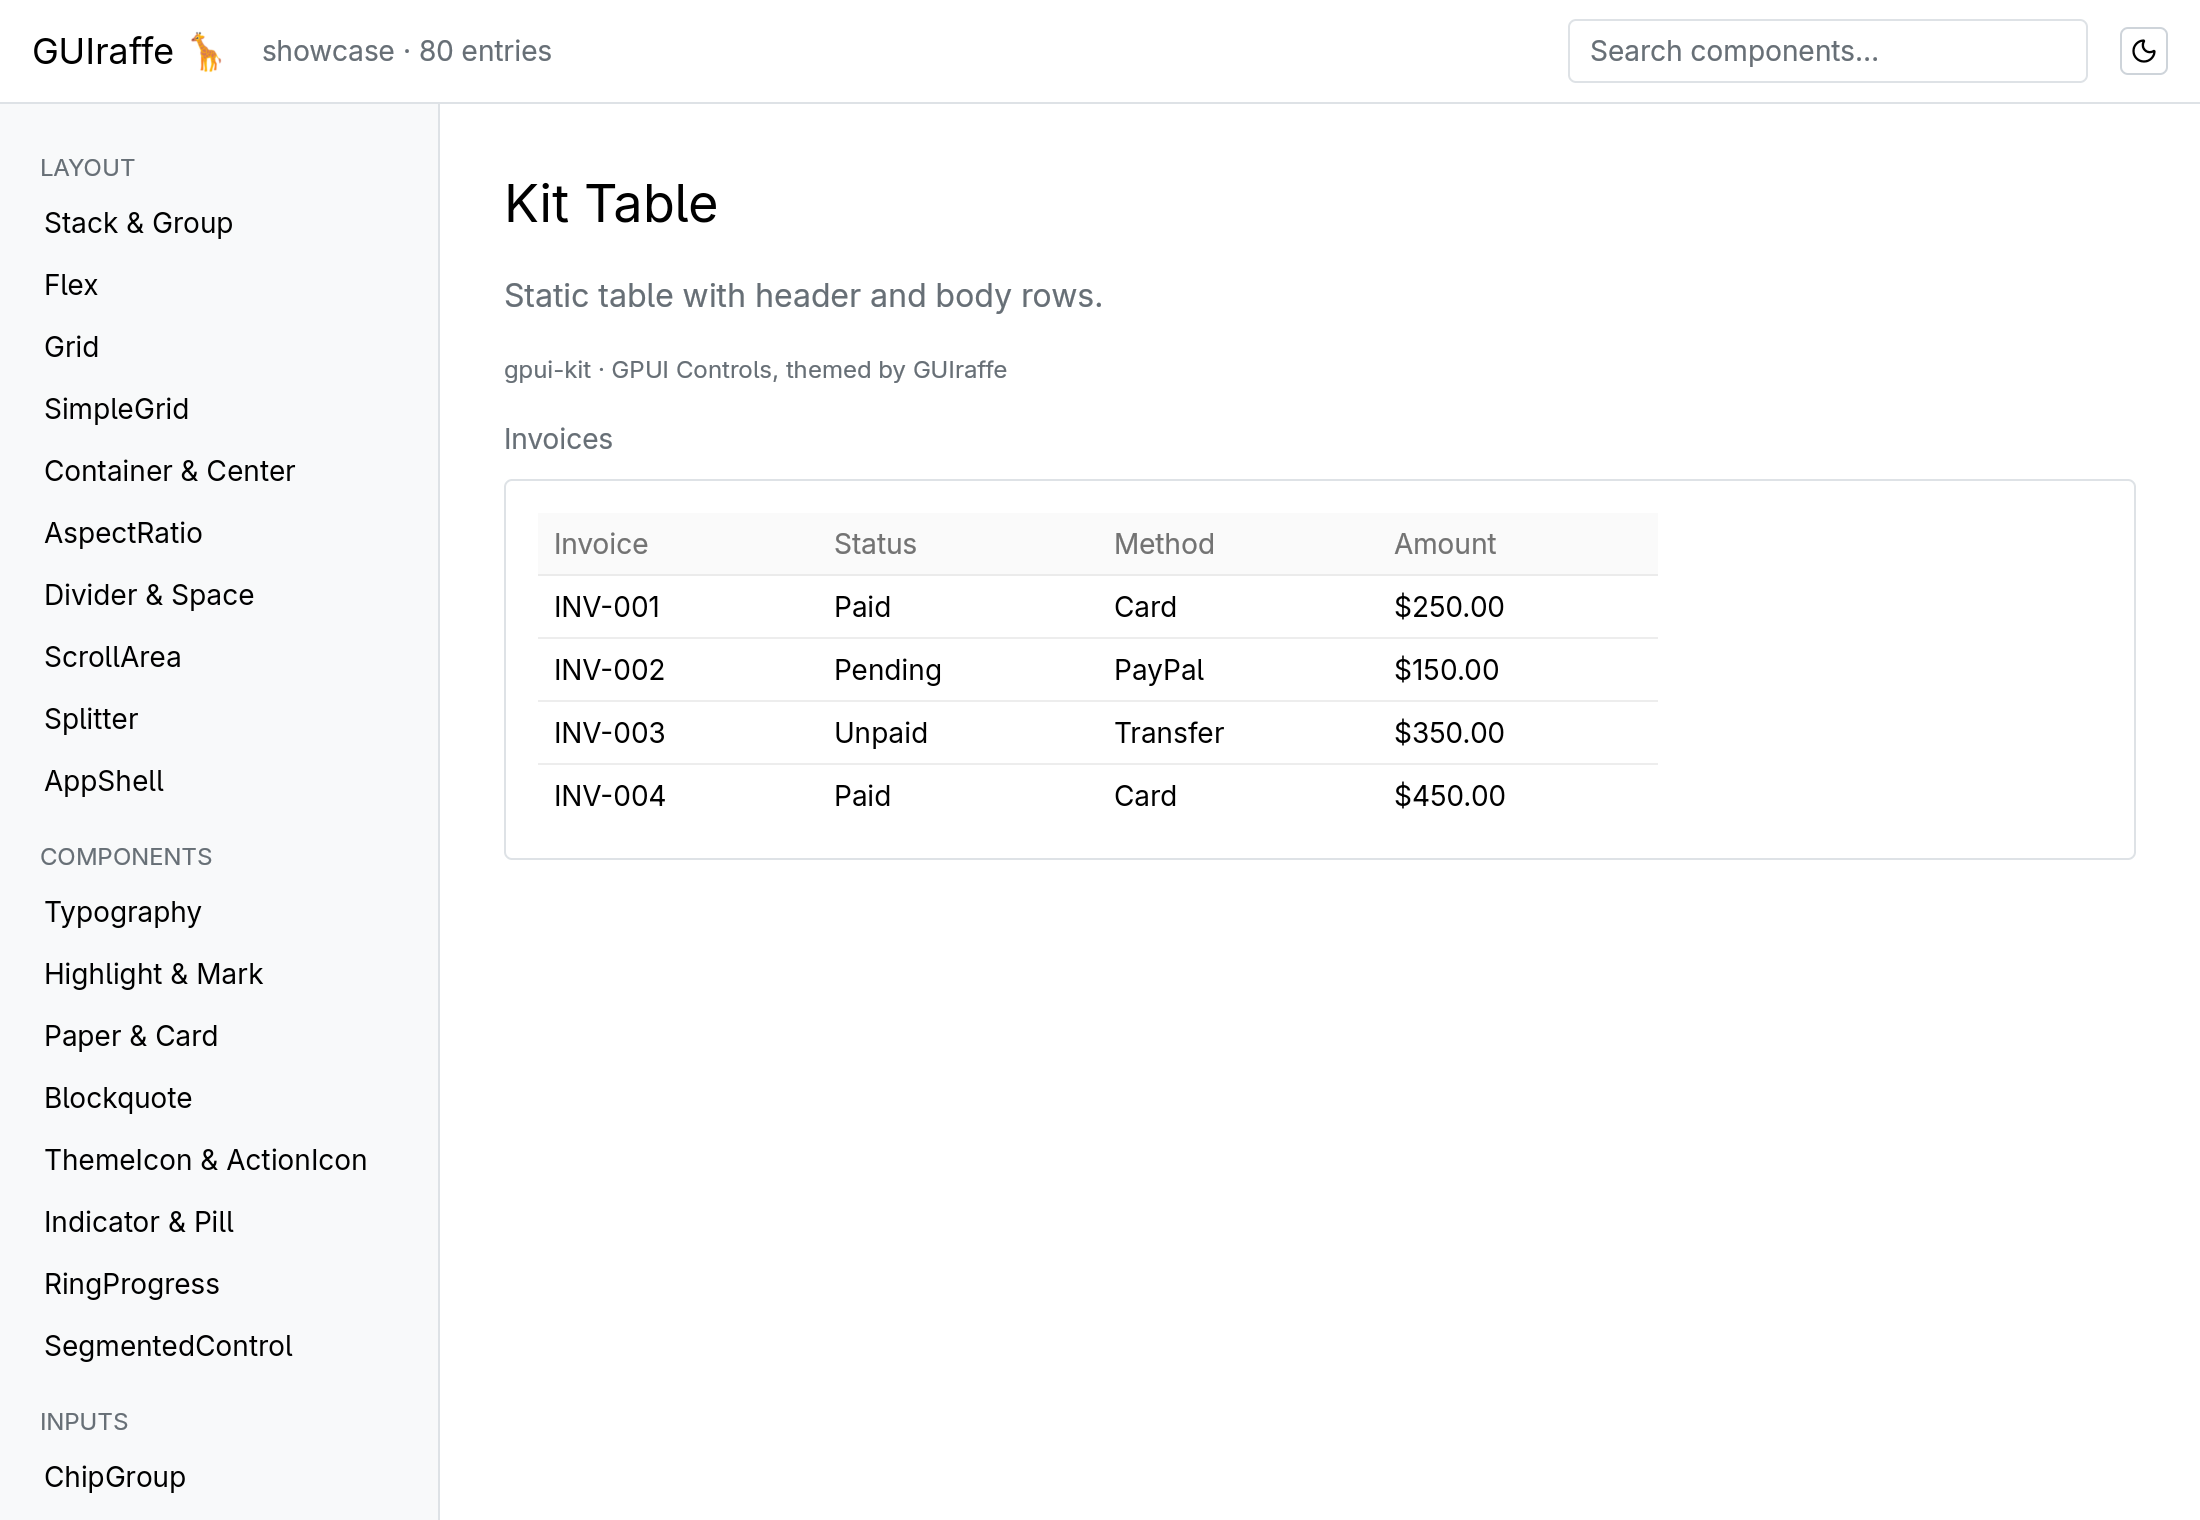 GUIraffe 🦒 showcase · 80 entries
Search components...
LAYOUT
Stack & Group
Flex
Grid
SimpleGrid
Container & Center
AspectRatio
Divider & Space
ScrollArea
Splitter
AppShell
COMPONENTS
Typography
Highlight & Mark
Paper & Card
Blockquote
ThemeIcon & ActionIcon
Indicator & Pill
RingProgress
SegmentedControl
INPUTS
ChipGroup
Kit Table
Static table with header and body rows.
gpui-kit · GPUI Controls, themed by GUIraffe
Invoices
Invoice Status Method Amount
INV-001 Paid Card $250.00
INV-002 Pending PayPal $150.00
INV-003 Unpaid Transfer $350.00
INV-004 Paid Card $450.00